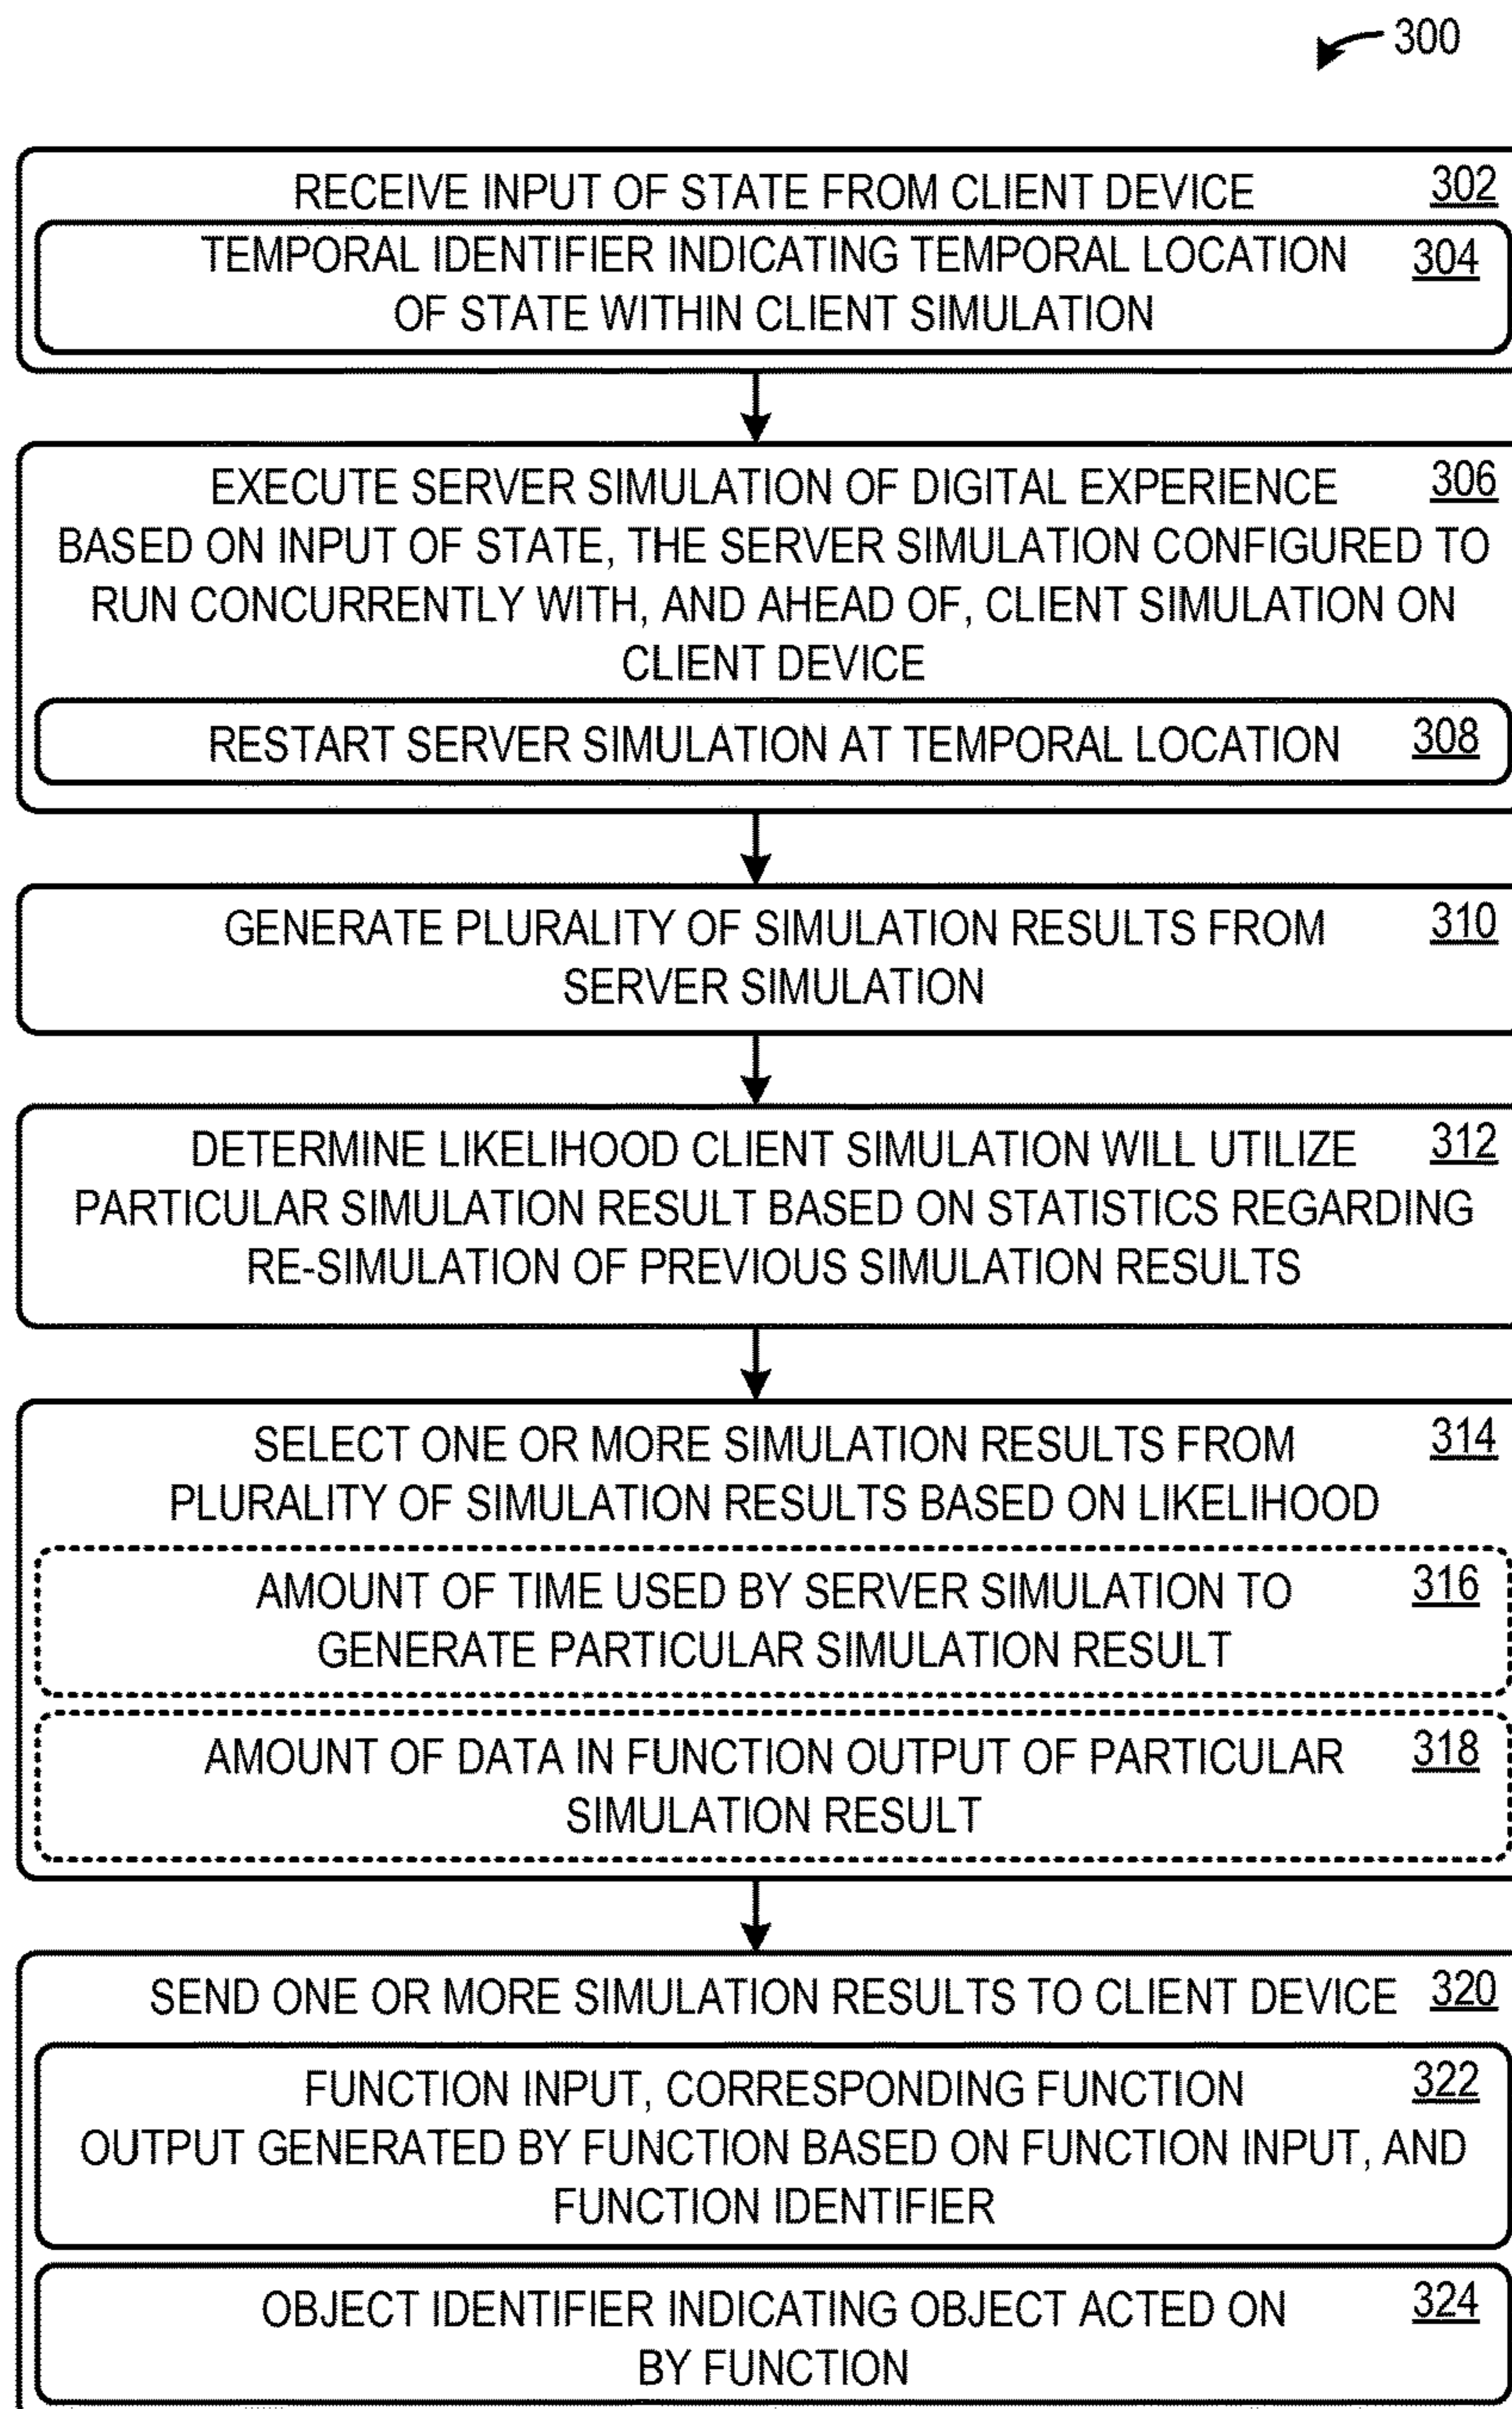 300
RECEIVE INPUT OF STATE FROM CLIENT DEVICE 302
TEMPORAL IDENTIFIER INDICATING TEMPORAL LOCATION 304
OF STATE WITHIN CLIENT SIMULATION
EXECUTE SERVER SIMULATION OF DIGITAL EXPERIENCE 306
BASED ON INPUT OF STATE, THE SERVER SIMULATION CONFIGURED TO
RUN CONCURRENTLY WITH, AND AHEAD OF, CLIENT SIMULATION ON
CLIENT DEVICE
RESTART SERVER SIMULATION AT TEMPORAL LOCATION 308
GENERATE PLURALITY OF SIMULATION RESULTS FROM 310
SERVER SIMULATION
DETERMINE LIKELIHOOD CLIENT SIMULATION WILL UTILIZE 312
PARTICULAR SIMULATION RESULT BASED ON STATISTICS REGARDING
RE-SIMULATION OF PREVIOUS SIMULATION RESULTS
SELECT ONE OR MORE SIMULATION RESULTS FROM 314
PLURALITY OF SIMULATION RESULTS BASED ON LIKELIHOOD
AMOUNT OF TIME USED BY SERVER SIMULATION TO 316
GENERATE PARTICULAR SIMULATION RESULT
AMOUNT OF DATA IN FUNCTION OUTPUT OF PARTICULAR 318
SIMULATION RESULT
SEND ONE OR MORE SIMULATION RESULTS TO CLIENT DEVICE 320
FUNCTION INPUT, CORRESPONDING FUNCTION 322
OUTPUT GENERATED BY FUNCTION BASED ON FUNCTION INPUT, AND
FUNCTION IDENTIFIER
OBJECT IDENTIFIER INDICATING OBJECT ACTED ON 324
BY FUNCTION